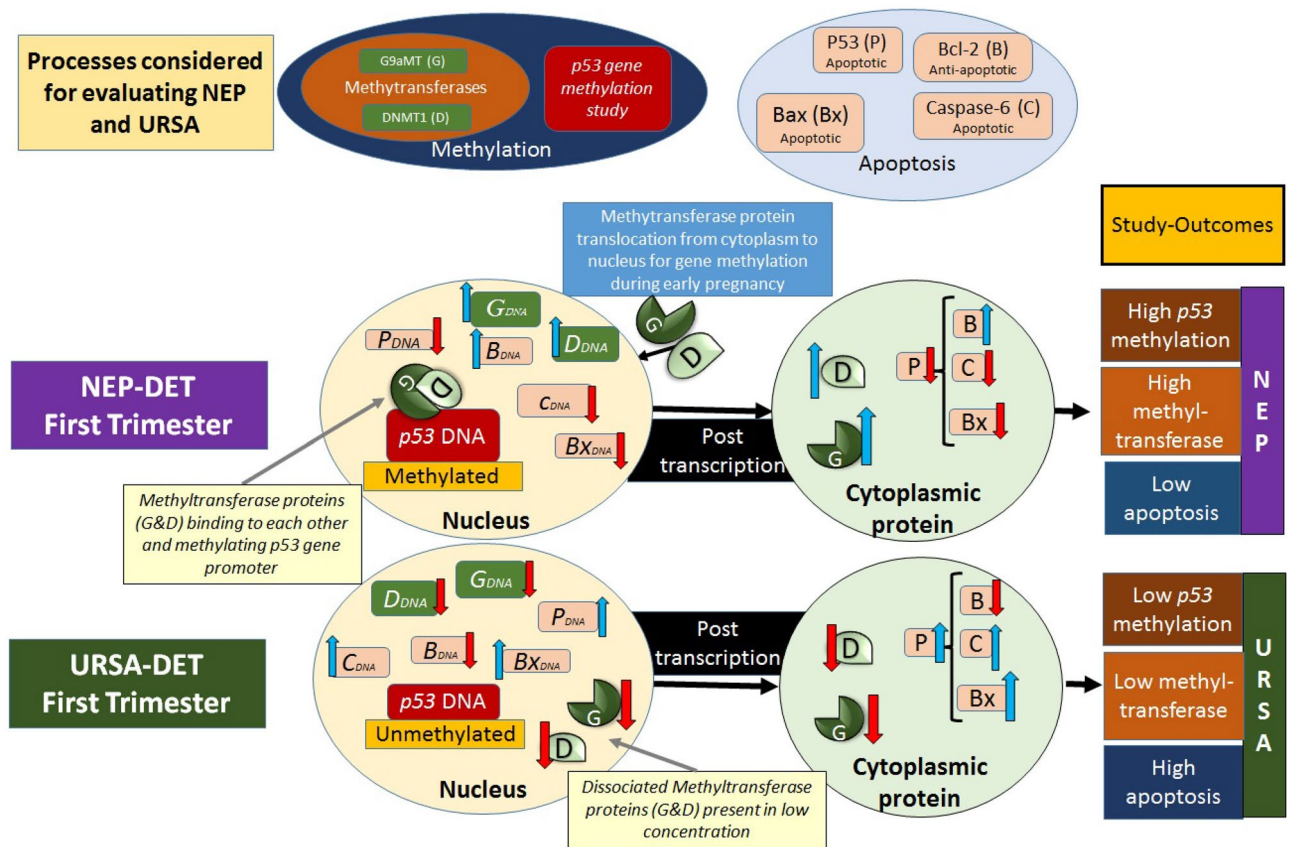 Processes considered
for evaluating NEP
and URSA
G9aMT (G)
Methytransferases
DNMT1 (D)
Methylation
p53 gene
methylation
study
P53 (P)
Apoptotic
Bcl-2 (B)
Anti-apoptotic
Bax (Bx)
Apoptotic
Caspase-6 (C)
Apoptotic
Apoptosis
Study-Outcomes
Methytransferase protein
translocation from cytoplasm to
nucleus for gene methylation
during early pregnancy
NEP-DET
First Trimester
GDNA
PDNA
BDNA
DDNA
G
D
G
D
CDNA
BxDNA
p53 DNA
Methylated
Nucleus
Methyltransferase proteins
(G&D) binding to each other
and methylating p53 gene
promoter
Post
transcription
D
G
P
B
C
Bx
Cytoplasmic
protein
High p53
methylation
High
methyl-
transferase
Low
apoptosis
N
E
P
URSA-DET
First Trimester
DDNA
GDNA
PDNA
CDNA
BDNA
BxDNA
p53 DNA
Unmethylated
G
D
Nucleus
Dissociated Methyltransferase
proteins (G&D) present in low
concentration
Post
transcription
D
G
P
B
C
Bx
Cytoplasmic
protein
Low p53
methylation
Low methyl-
transferase
High
apoptosis
U
R
S
A